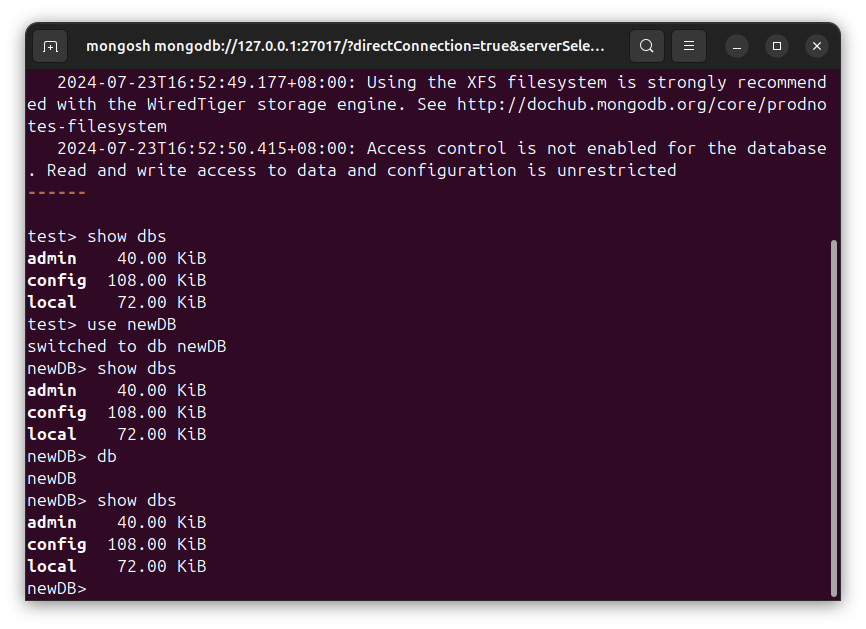 mongosh mongodb://127.0.0.1:27017/?directConnection=true&serverSele...
   2024-07-23T16:52:49.177+08:00: Using the XFS filesystem is strongly recommend
ed with the WiredTiger storage engine. See http://dochub.mongodb.org/core/prodno
tes-filesystem
   2024-07-23T16:52:50.415+08:00: Access control is not enabled for the database
. Read and write access to data and configuration is unrestricted
------
test> show dbs
admin    40.00 KiB
config  108.00 KiB
local    72.00 KiB
test> use newDB
switched to db newDB
newDB> show dbs
admin    40.00 KiB
config  108.00 KiB
local    72.00 KiB
newDB> db
newDB
newDB> show dbs
admin    40.00 KiB
config  108.00 KiB
local    72.00 KiB
newDB>